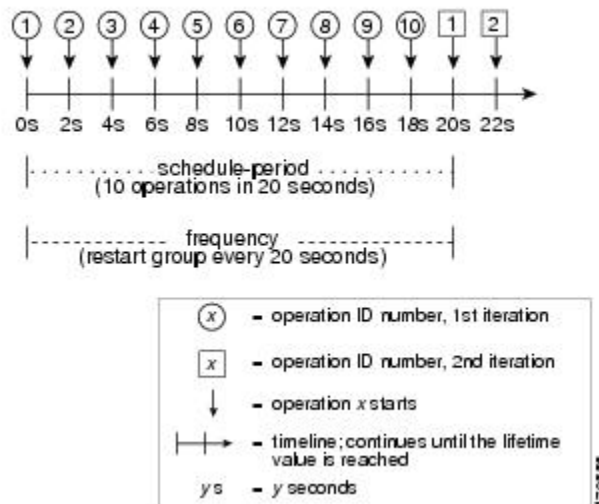 1 2 3 4 5 6 7 8 9 10 1 2
0s 2s 4s 6s 8s 10s 12s 14s 16s 18s 20s 22s
schedule-period
(10 operations in 20 seconds)
frequency
(restart group every 20 seconds)
x = operation ID number, 1st iteration
x = operation ID number, 2nd iteration
= operation x starts
= timeline; continues until the lifetime
value is reached
y s = y seconds